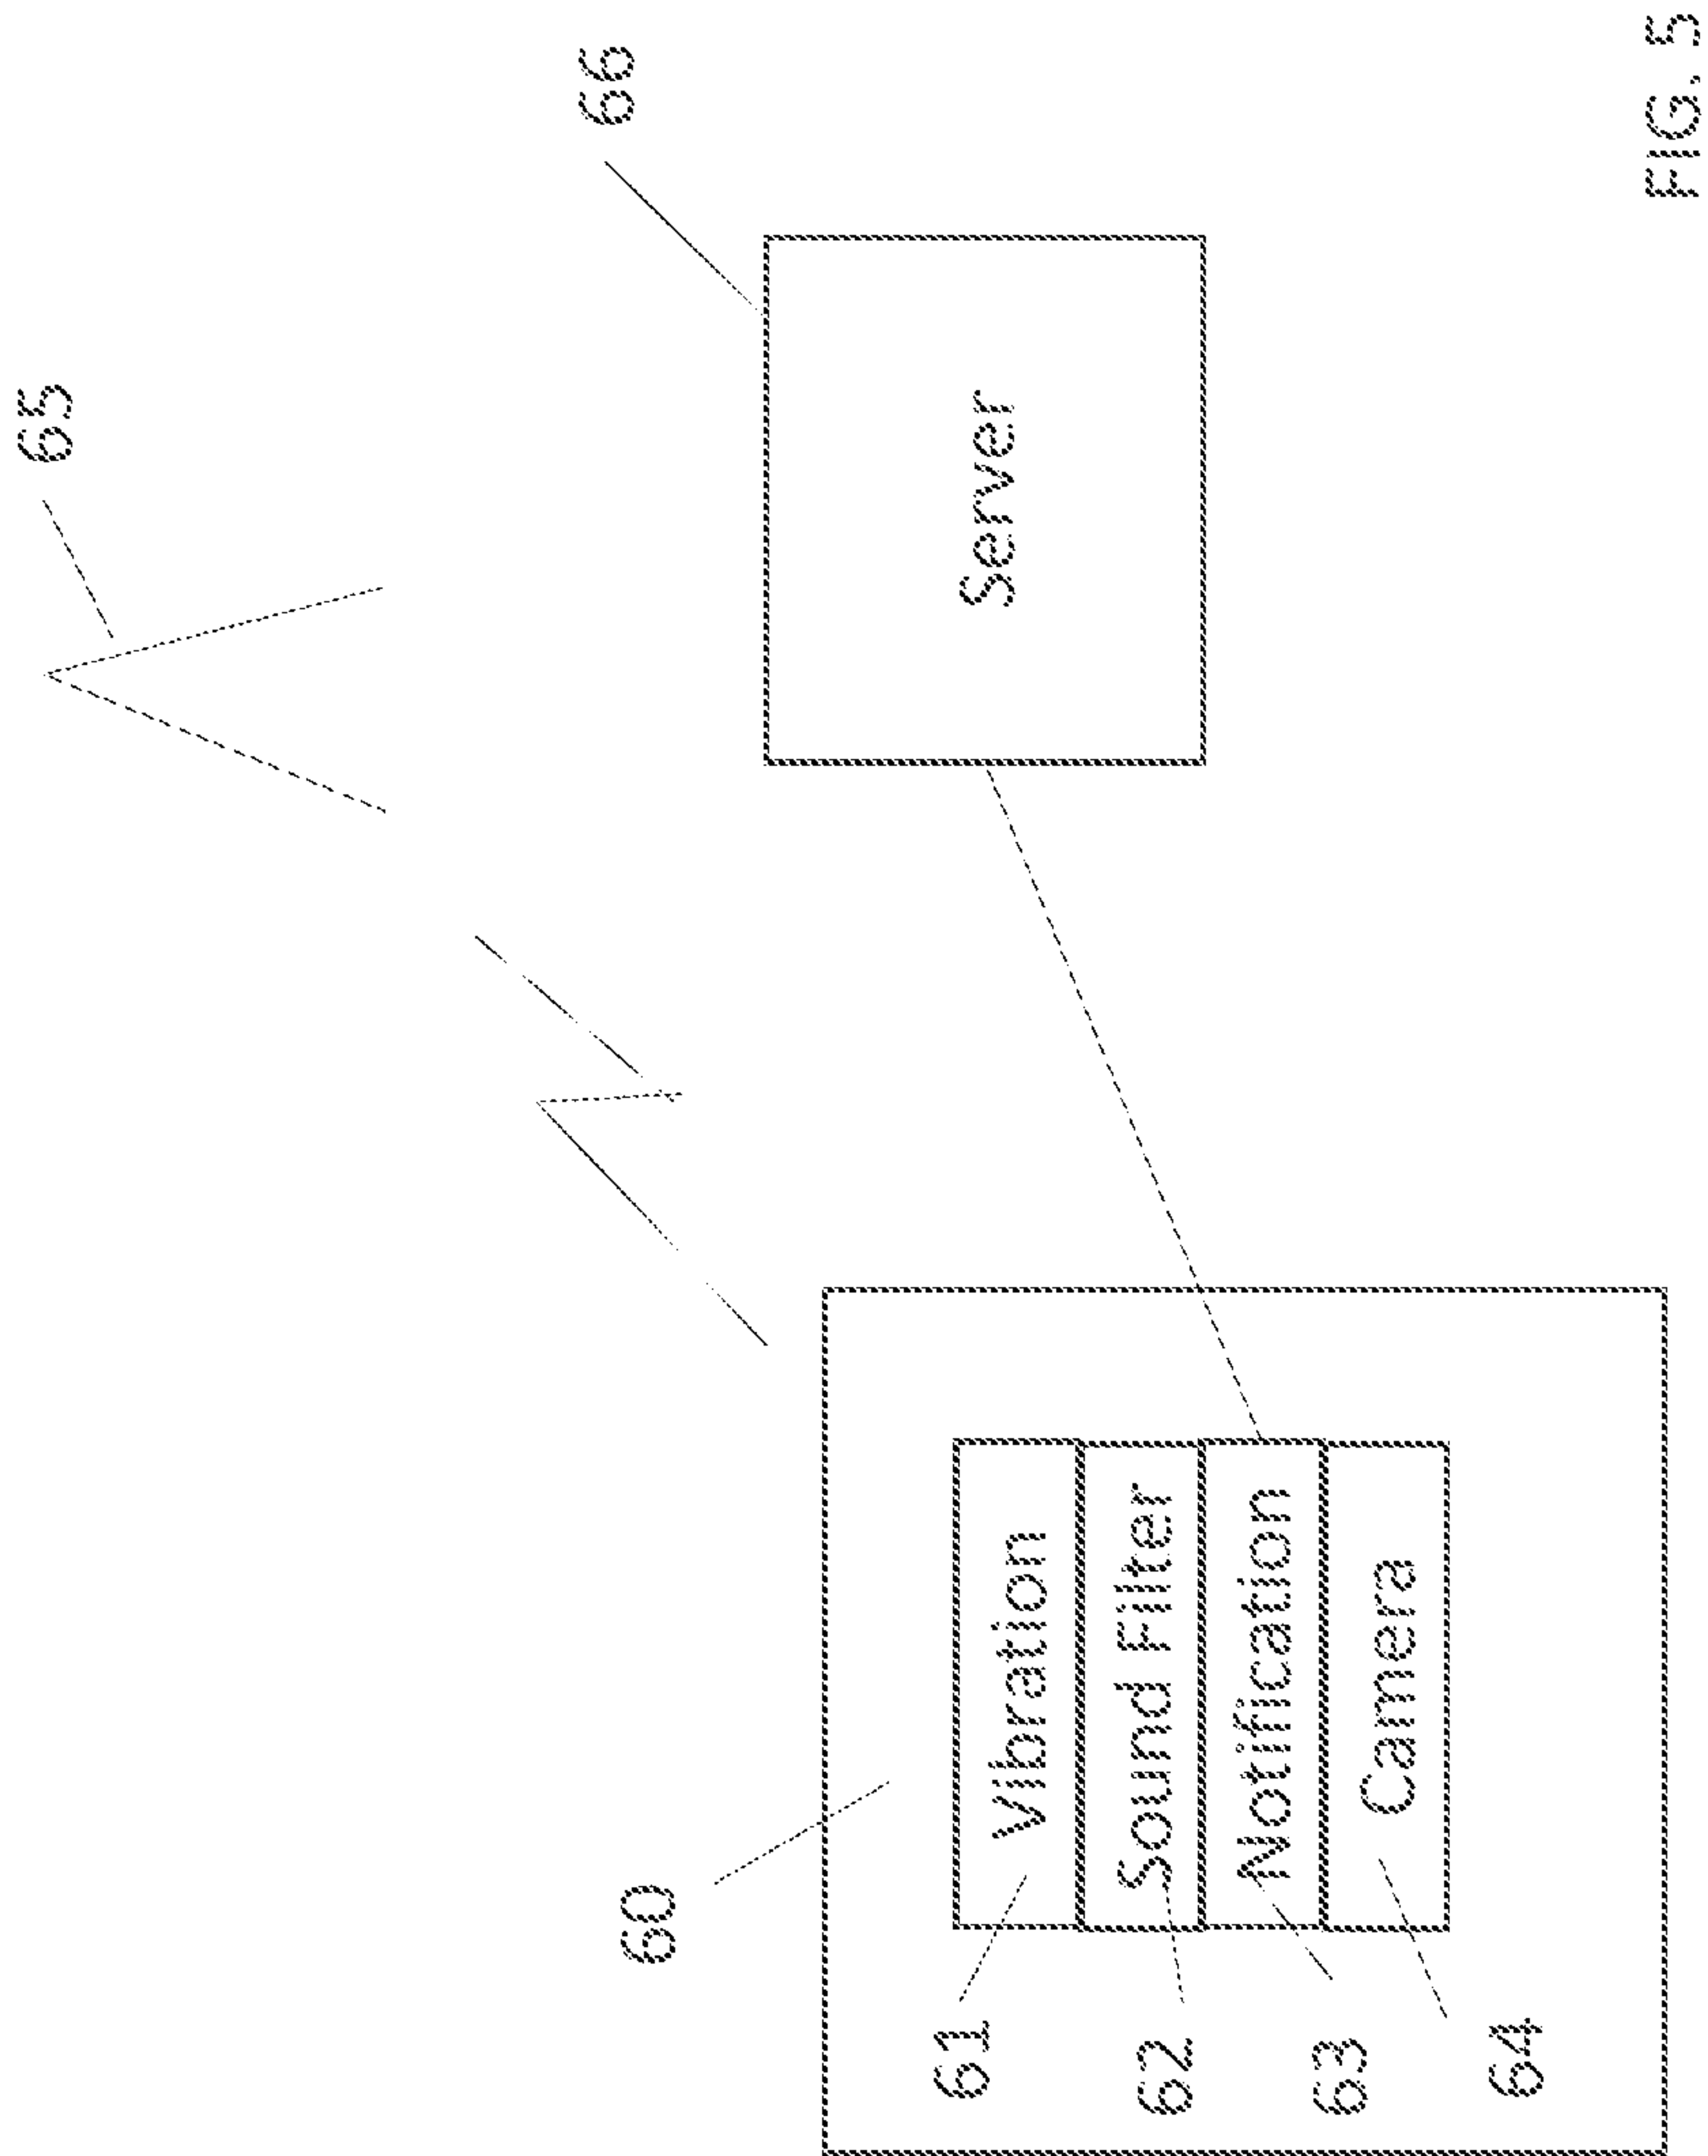 65
66
60
Server
61
Vibration
62
Sound Filter
63
Notification
64
Camera
FIG. 5